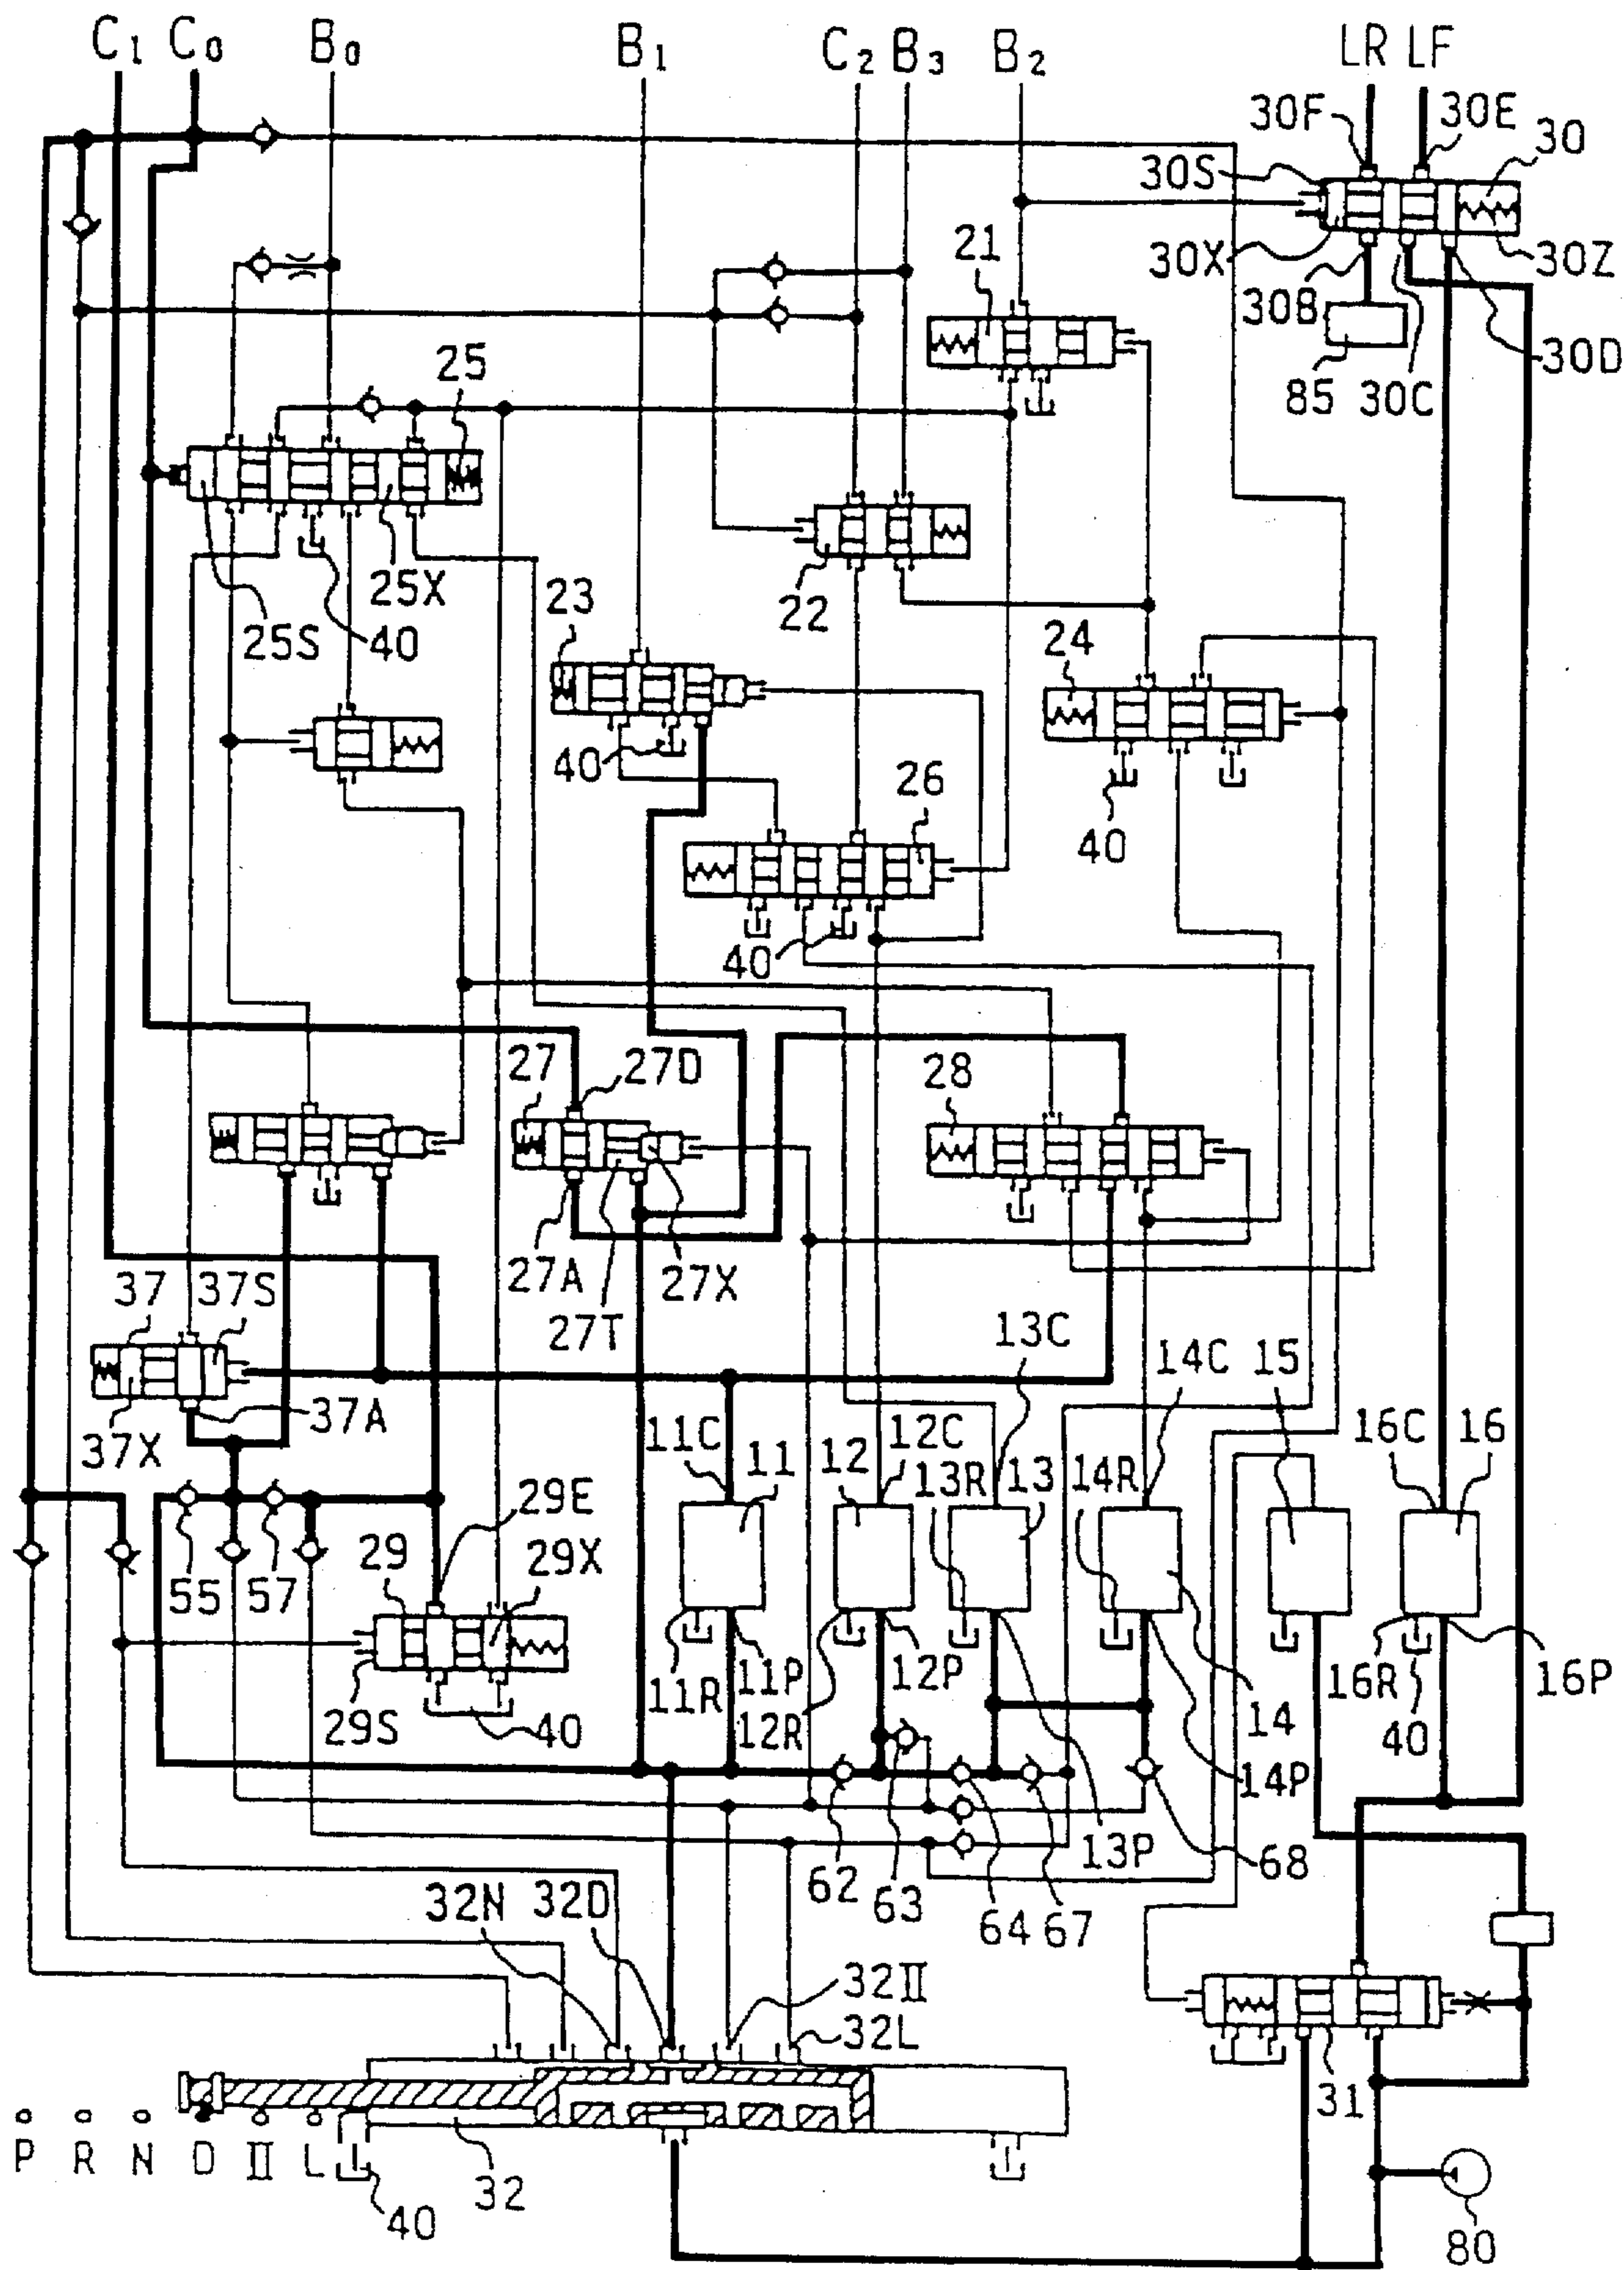 C1 C0 B0 B1 C2 B3 B2 LR LF
30F 30E 30
30S
21 30X 30Z
30B
25 85 30C 30D
25X
23 22
25S 40 24
40 26
40
40
27 27D 28
27A 27X
37 37S 27T
13C
14C 15
37A
37X 11C 11 12 12C 13R 13 14R 16C 16
29E
29 29X
55 57
11R 11P 12P 16R 16P
29S 40 12R 14 40
14P
13P 68
62 63 64 67
32N 32D
32II
32L
31
P R N D II L
32
40 80